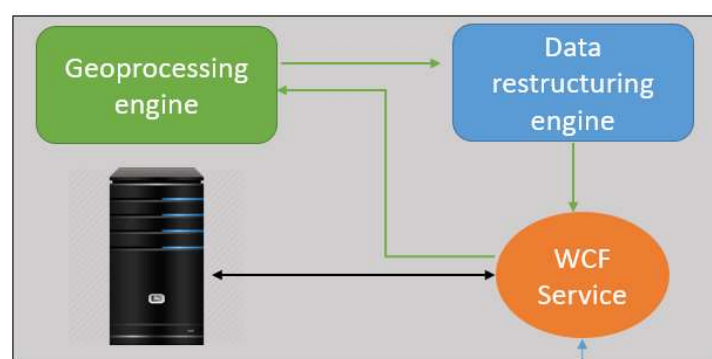 Geoprocessing
engine
Data
restructuring
engine
WCF
Service